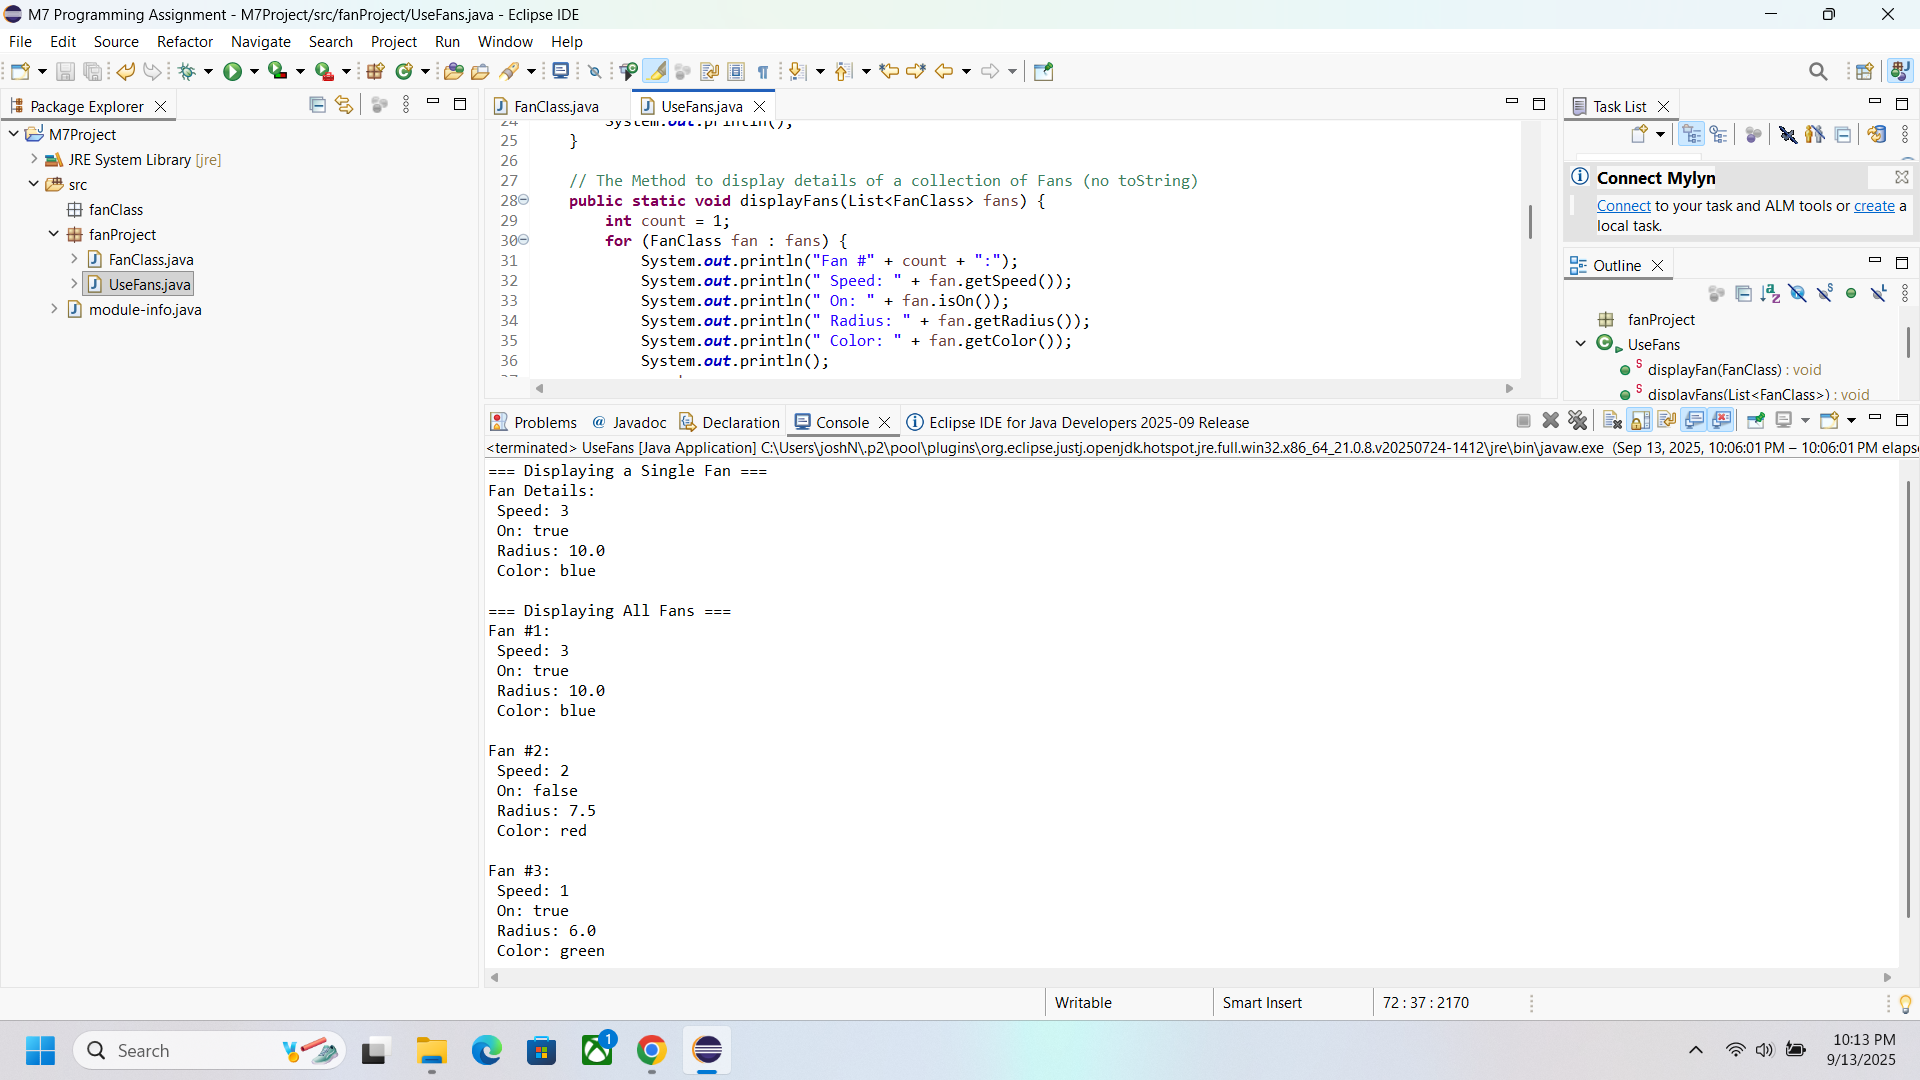 M7 Programming Assignment - M7Project/src/fanProject/UseFans.java - Eclipse IDE
File Edit Source Refactor Navigate Search Project Run Window Help
Package Explorer
M7Project
JRE System Library [jre]
src
fanClass
fanProject
FanClass.java
UseFans.java
module-info.java
FanClass.java UseFans.java
24 System.out.println();
25 }
26
27 // The Method to display details of a collection of Fans (no toString)
28 public static void displayFans(List<FanClass> fans) {
29 int count = 1;
30 for (FanClass fan : fans) {
31 System.out.println("Fan #" + count + ":");
32 System.out.println(" Speed: " + fan.getSpeed());
33 System.out.println(" On: " + fan.isOn());
34 System.out.println(" Radius: " + fan.getRadius());
35 System.out.println(" Color: " + fan.getColor());
36 System.out.println();
Task List
Connect Mylyn
Connect to your task and ALM tools or create a
local task.
Outline
fanProject
UseFans
displayFan(FanClass) : void
displayFans(List<FanClass>) : void
Problems @ Javadoc Declaration Console Eclipse IDE for Java Developers 2025-09 Release
<terminated> UseFans [Java Application] C:\Users\joshN\.p2\pool\plugins\org.eclipse.justj.openjdk.hotspot.jre.full.win32.x86_64_21.0.8.v20250724-1412\jre\bin\javaw.exe (Sep 13, 2025, 10:06:01 PM – 10:06:01 PM elaps
=== Displaying a Single Fan ===
Fan Details:
Speed: 3
On: true
Radius: 10.0
Color: blue
=== Displaying All Fans ===
Fan #1:
Speed: 3
On: true
Radius: 10.0
Color: blue
Fan #2:
Speed: 2
On: false
Radius: 7.5
Color: red
Fan #3:
Speed: 1
On: true
Radius: 6.0
Color: green
Writable Smart Insert 72 : 37 : 2170
Search
1
10:13 PM
9/13/2025